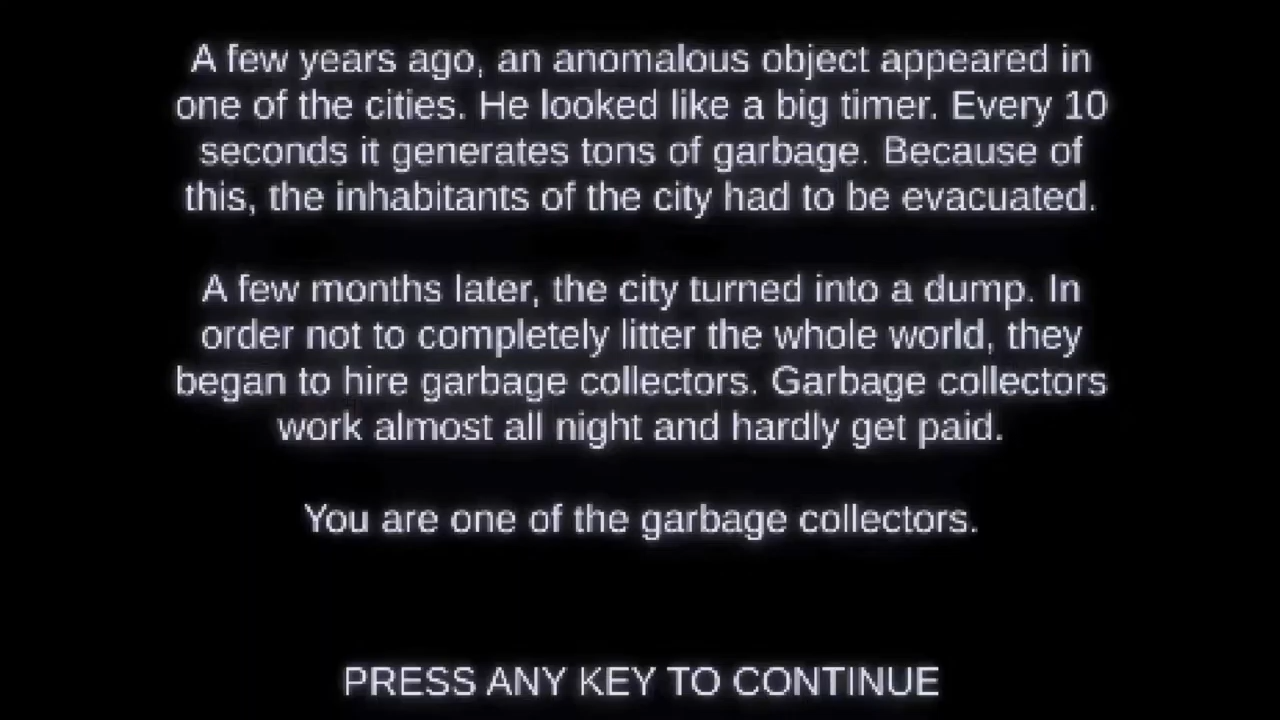 A few years ago, an anomalous object appeared in
one of the cities. He looked like a big timer. Every 10
seconds it generates tons of garbage. Because of
this, the inhabitants of the city had to be evacuated.
A few months later, the city turned into a dump. In
order not to completely litter the whole world, they
began to hire garbage collectors. Garbage collectors
work almost all night and hardly get paid.
You are one of the garbage collectors.
PRESS ANY KEY TO CONTINUE